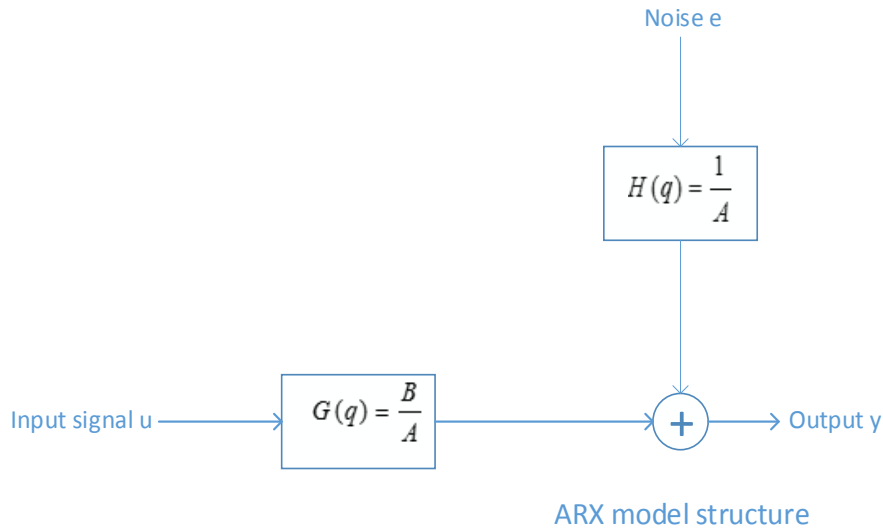 Noise e
H(q) = 1/A
Input signal u
G(q) = B/A
+
Output y
ARX model structure